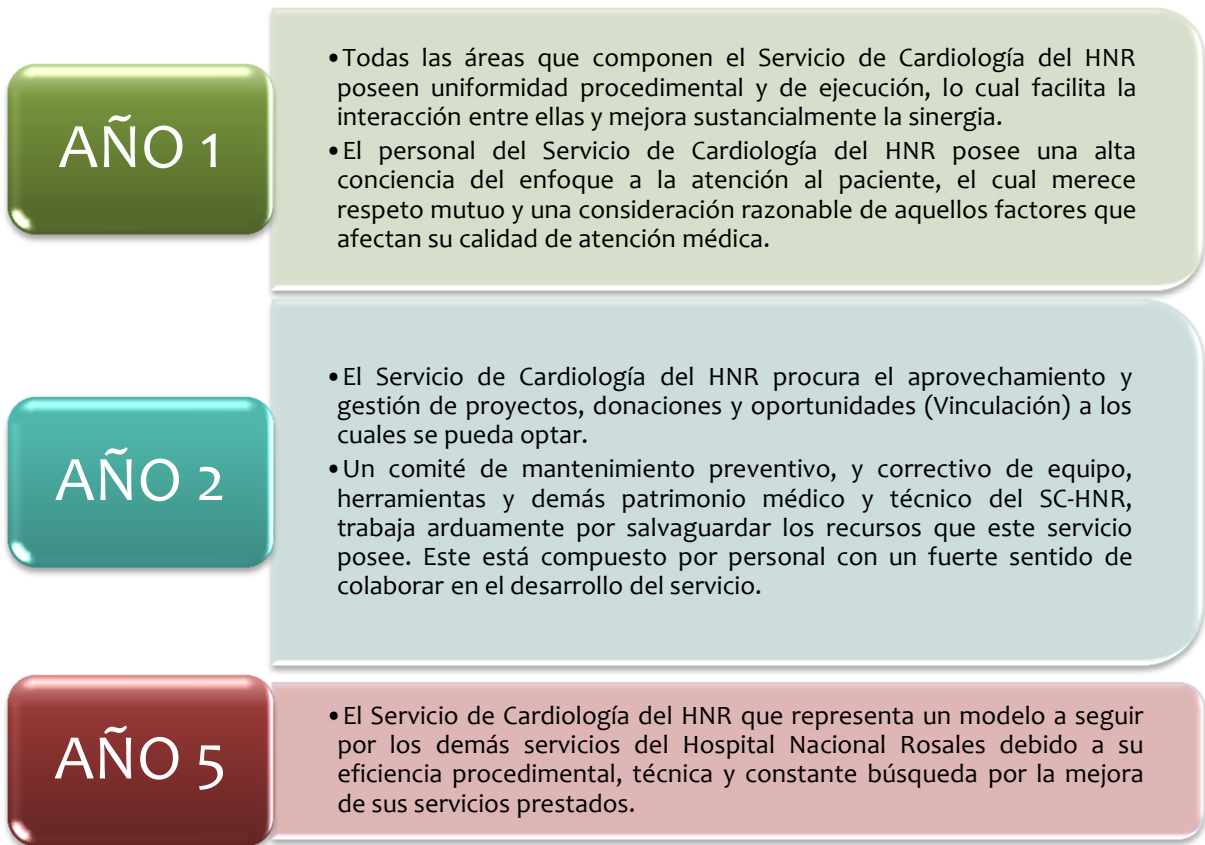 AÑO 1
•Todas las áreas que componen el Servicio de Cardiología del HNR
poseen uniformidad procedimental y de ejecución, lo cual facilita la
interacción entre ellas y mejora sustancialmente la sinergia.
•El personal del Servicio de Cardiología del HNR posee una alta
conciencia del enfoque a la atención al paciente, el cual merece
respeto mutuo y una consideración razonable de aquellos factores que
afectan su calidad de atención médica.
AÑO 2
•El Servicio de Cardiología del HNR procura el aprovechamiento y
gestión de proyectos, donaciones y oportunidades (Vinculación) a los
cuales se pueda optar.
•Un comité de mantenimiento preventivo, y correctivo de equipo,
herramientas y demás patrimonio médico y técnico del SC-HNR,
trabaja arduamente por salvaguardar los recursos que este servicio
posee. Este está compuesto por personal con un fuerte sentido de
colaborar en el desarrollo del servicio.
AÑO 5
•El Servicio de Cardiología del HNR que representa un modelo a seguir
por los demás servicios del Hospital Nacional Rosales debido a su
eficiencia procedimental, técnica y constante búsqueda por la mejora
de sus servicios prestados.